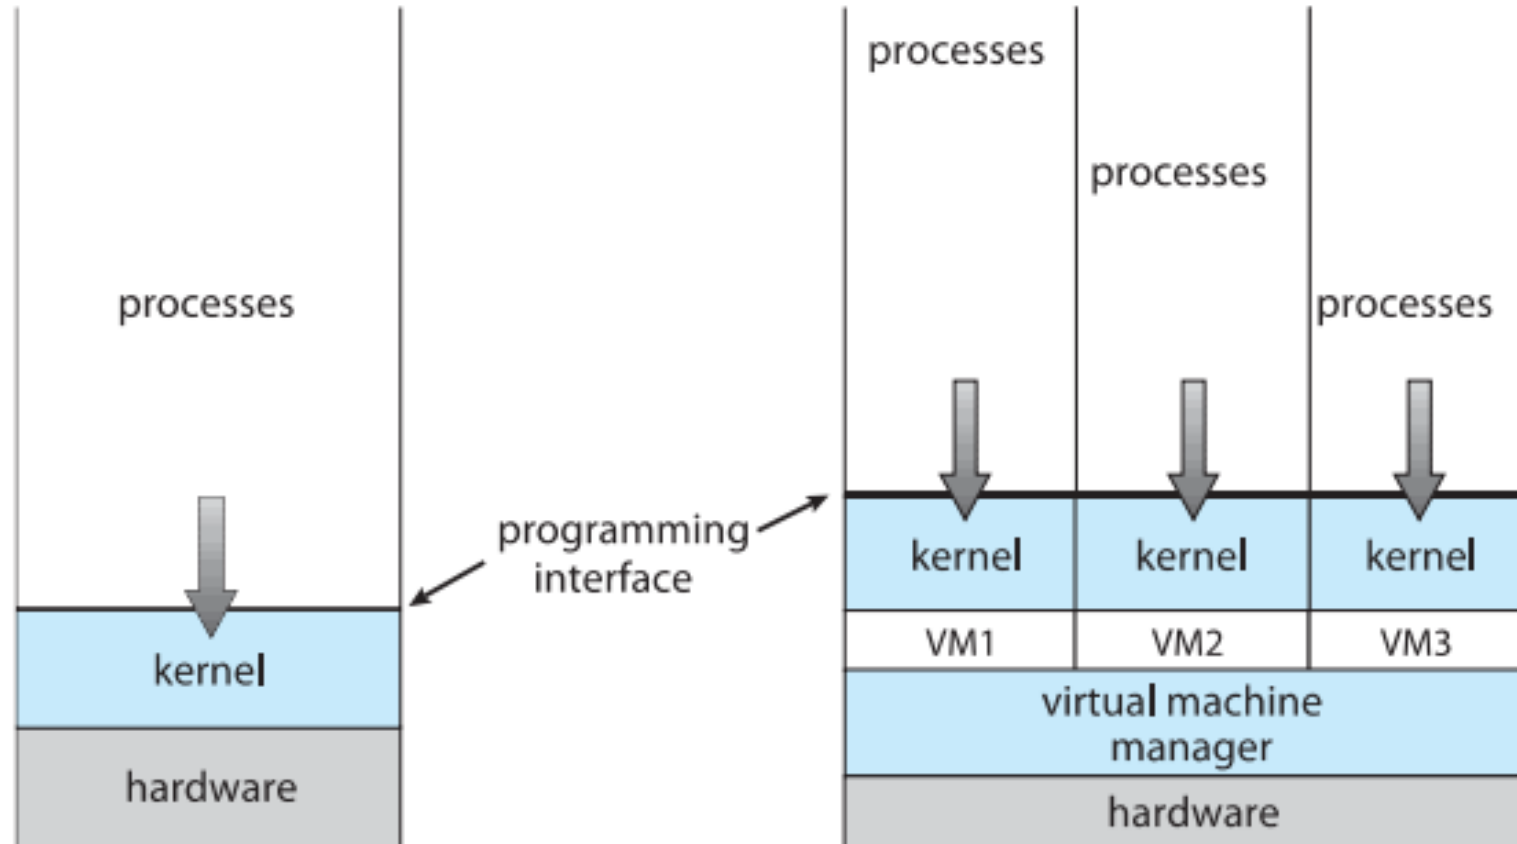 processes
kernel
hardware
programming
interface
processes
processes
processes
kernel
kernel
kernel
VM1
VM2
VM3
virtual machine
manager
hardware